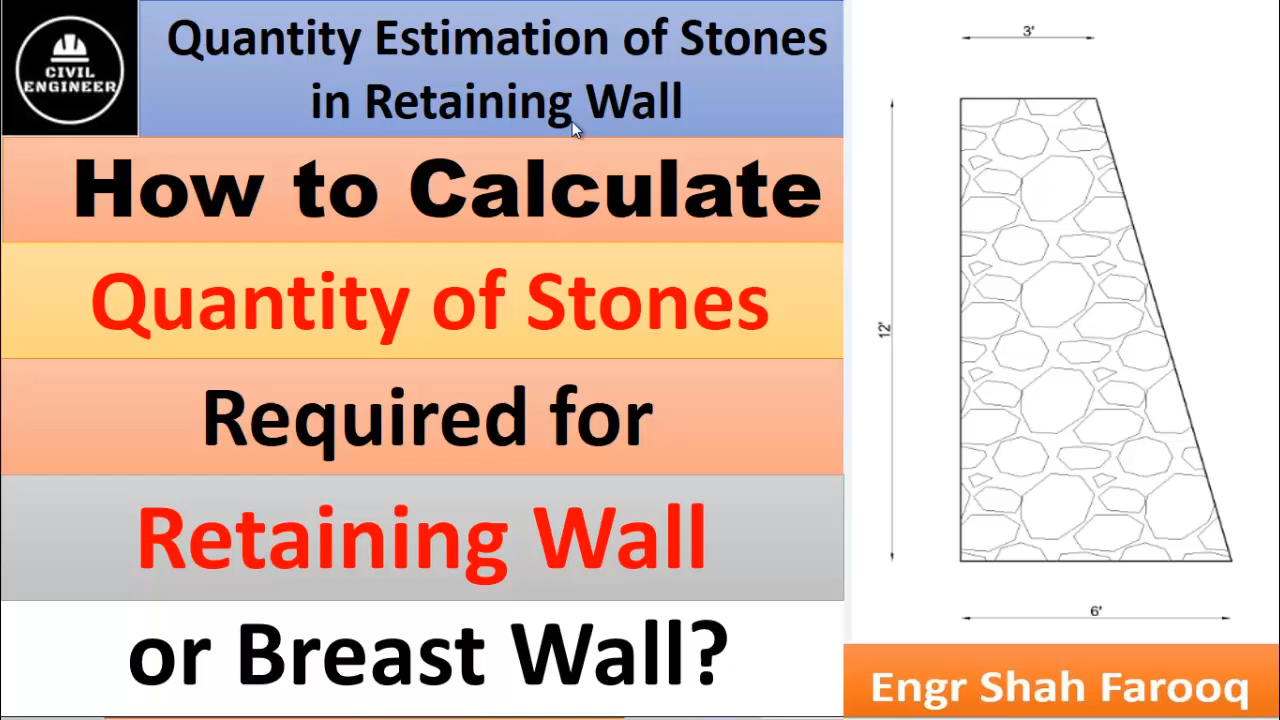 CIVIL
ENGINEER
Quantity Estimation of Stones
in Retaining Wall
How to Calculate
Quantity of Stones
Required for
Retaining Wall
or Breast Wall?
3'
12'
6'
Engr Shah Farooq